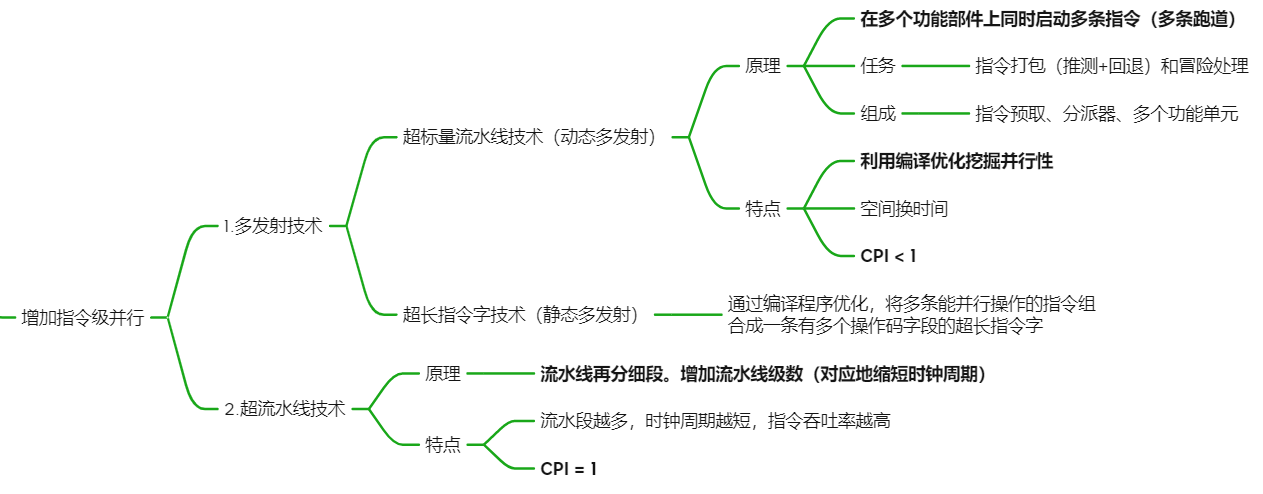 增加指令级并行
1.多发射技术
超标量流水线技术（动态多发射）
原理
在多个功能部件上同时启动多条指令（多条跑道）
任务
指令打包（推测+回退）和冒险处理
组成
指令预取、分派器、多个功能单元
特点
利用编译优化挖掘并行性
空间换时间
CPI < 1
超长指令字技术（静态多发射）
通过编译程序优化，将多条能并行操作的指令组
合成一条有多个操作码字段的超长指令字
2.超流水线技术
原理
流水线再分细段。增加流水线级数（对应地缩短时钟周期）
特点
流水段越多，时钟周期越短，指令吞吐率越高
CPI = 1